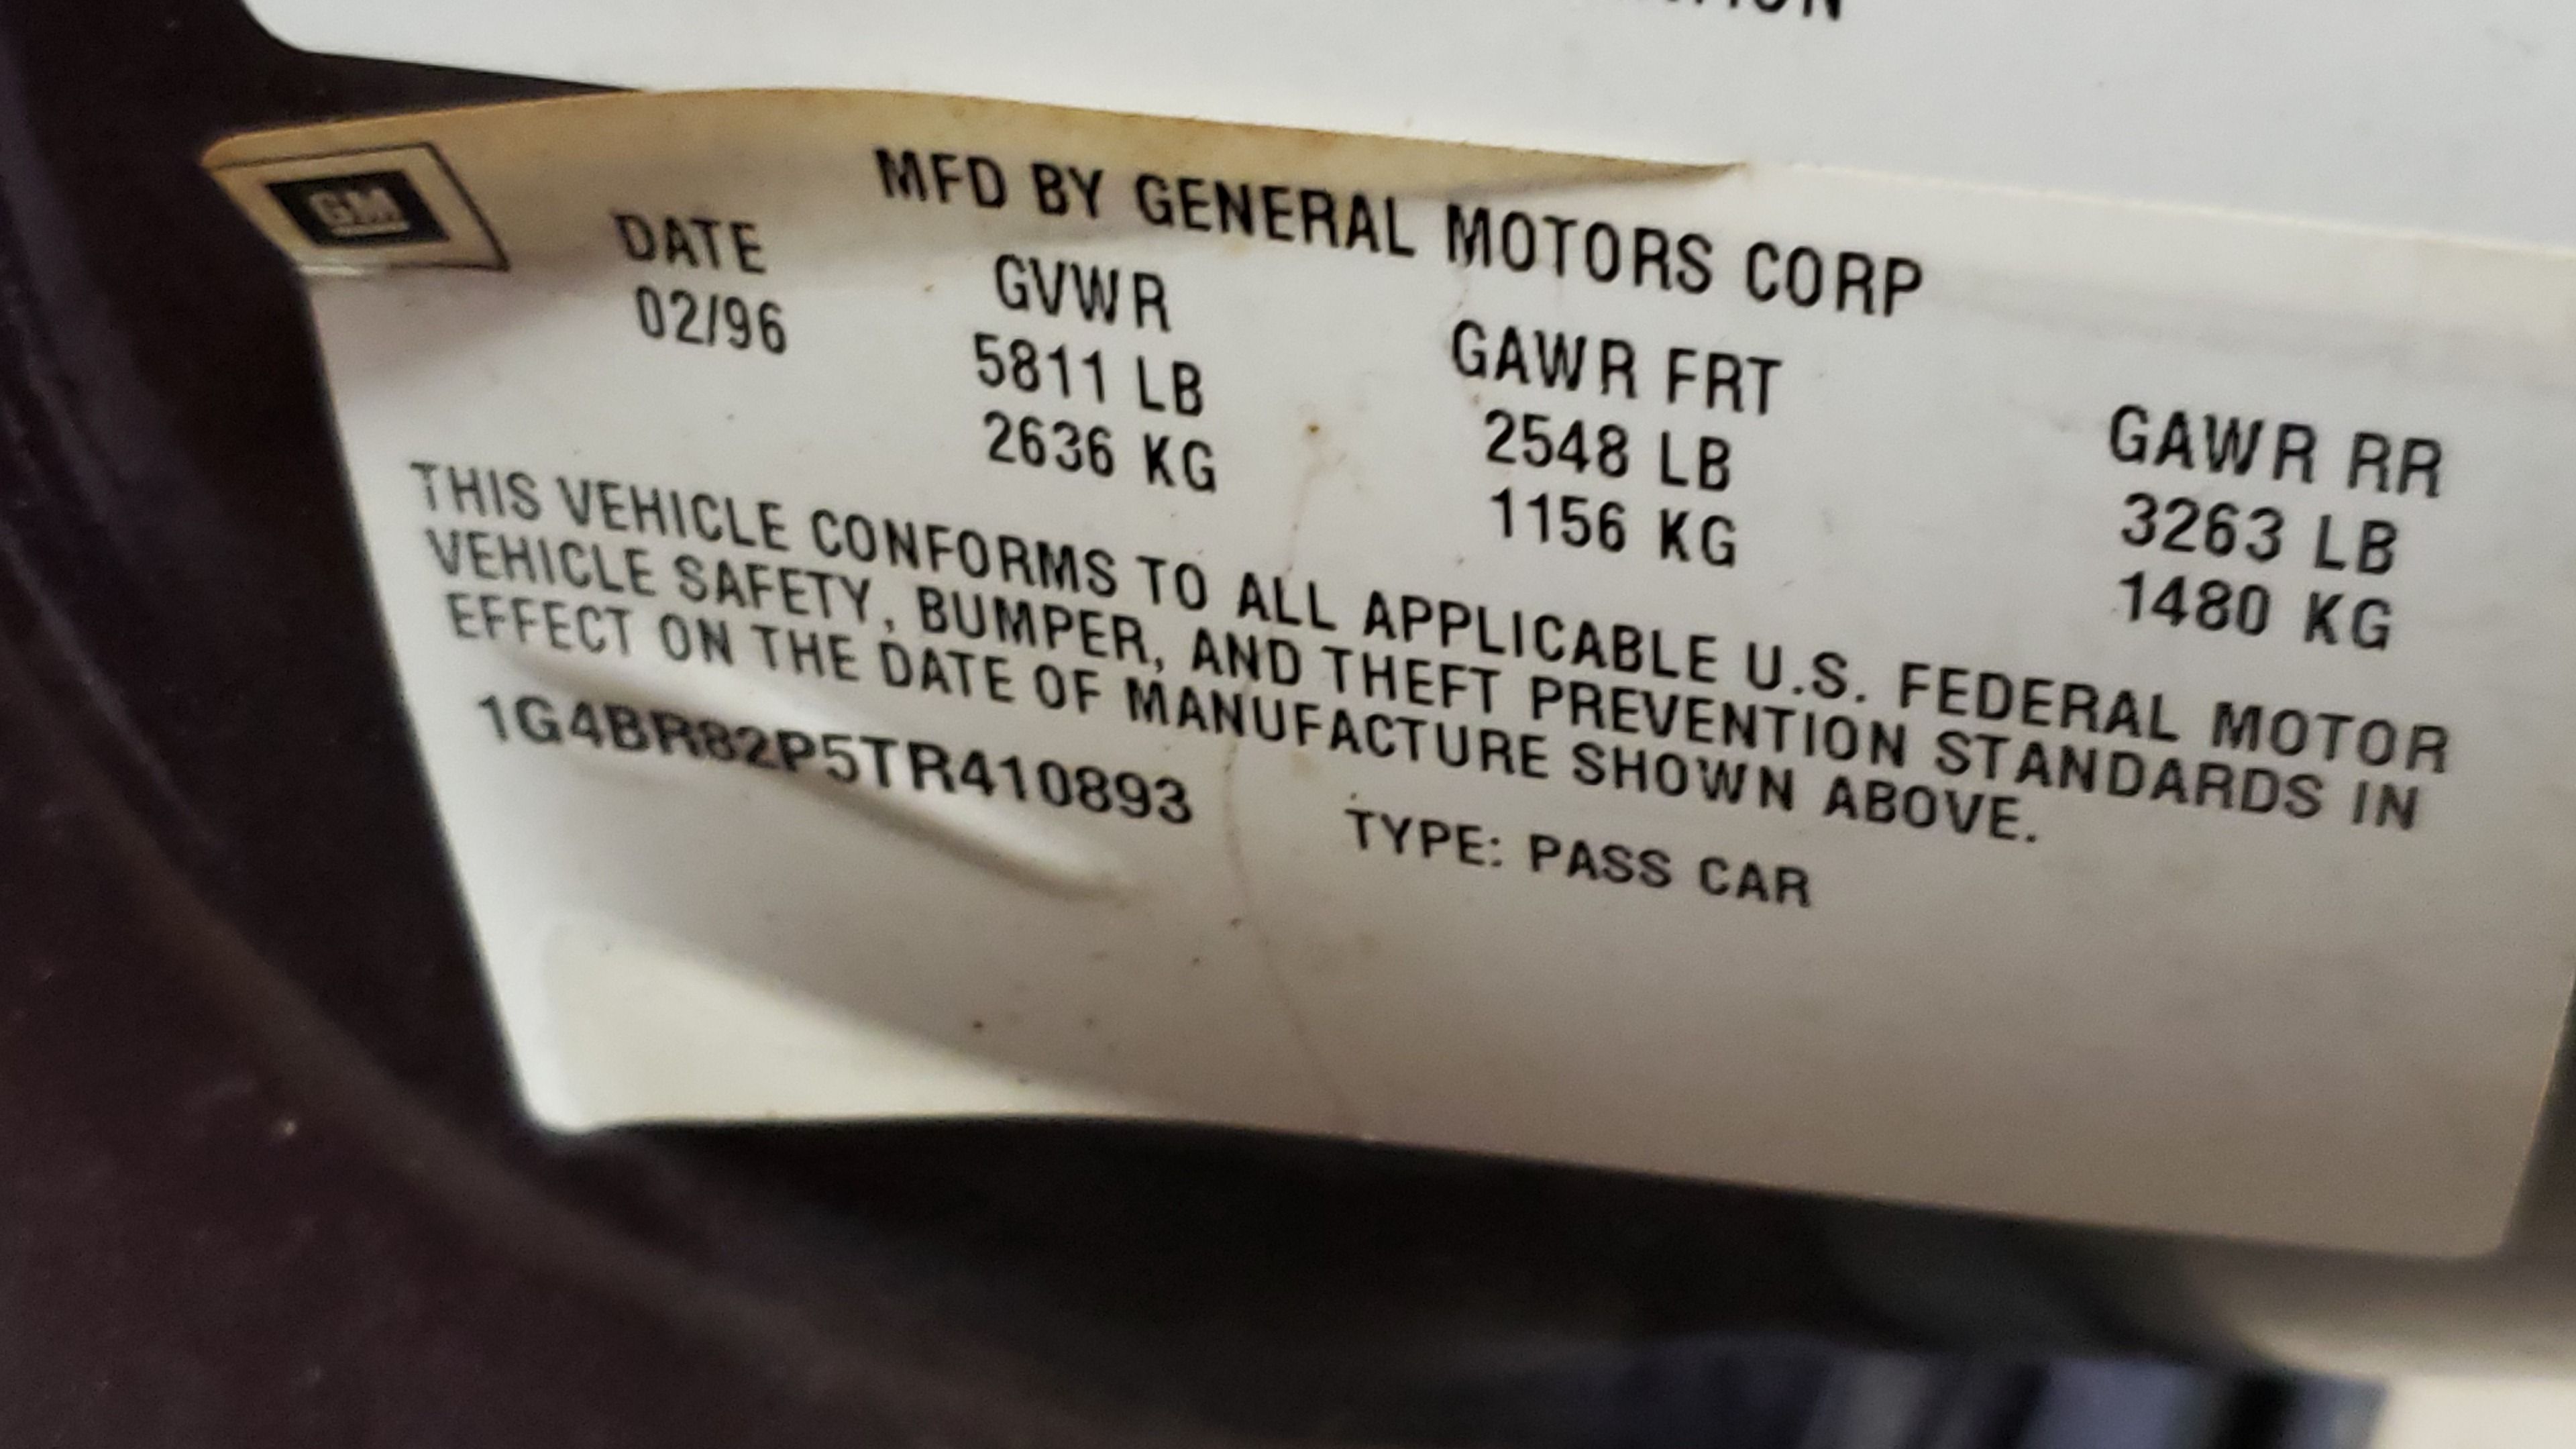 GM
MFD BY GENERAL MOTORS CORP
DATE GVWR GAWR FRT GAWR RR
02/96 5811 LB 2548 LB 3263 LB
2636 KG 1156 KG 1480 KG
THIS VEHICLE CONFORMS TO ALL APPLICABLE U.S. FEDERAL MOTOR
VEHICLE SAFETY, BUMPER, AND THEFT PREVENTION STANDARDS IN
EFFECT ON THE DATE OF MANUFACTURE SHOWN ABOVE.
1G4BR82P5TR410893 TYPE: PASS CAR